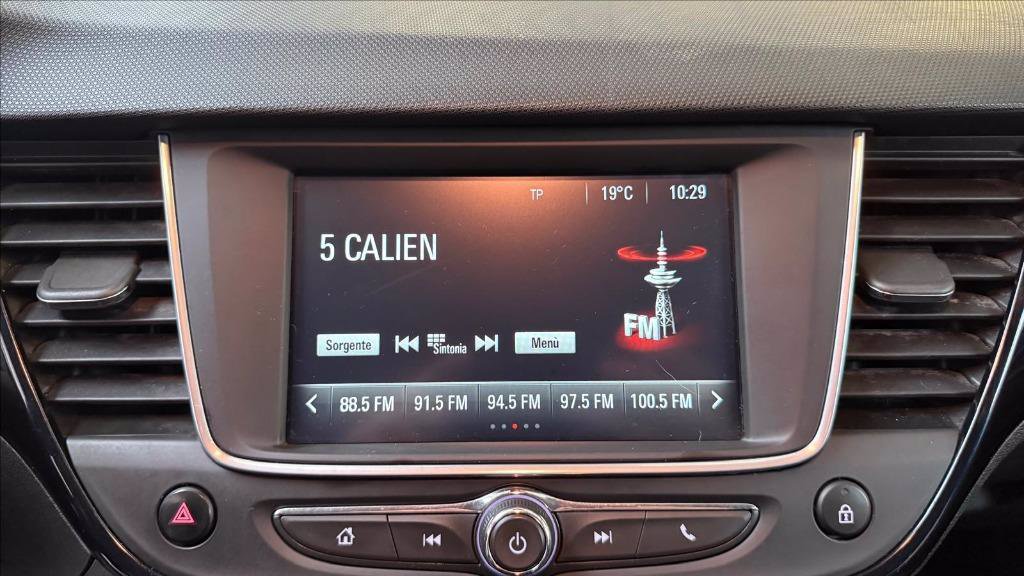 TP 19°C 10:29
5 CALIEN
FM
Sorgente Sintonia Menù
88.5 FM 91.5 FM 94.5 FM 97.5 FM 100.5 FM